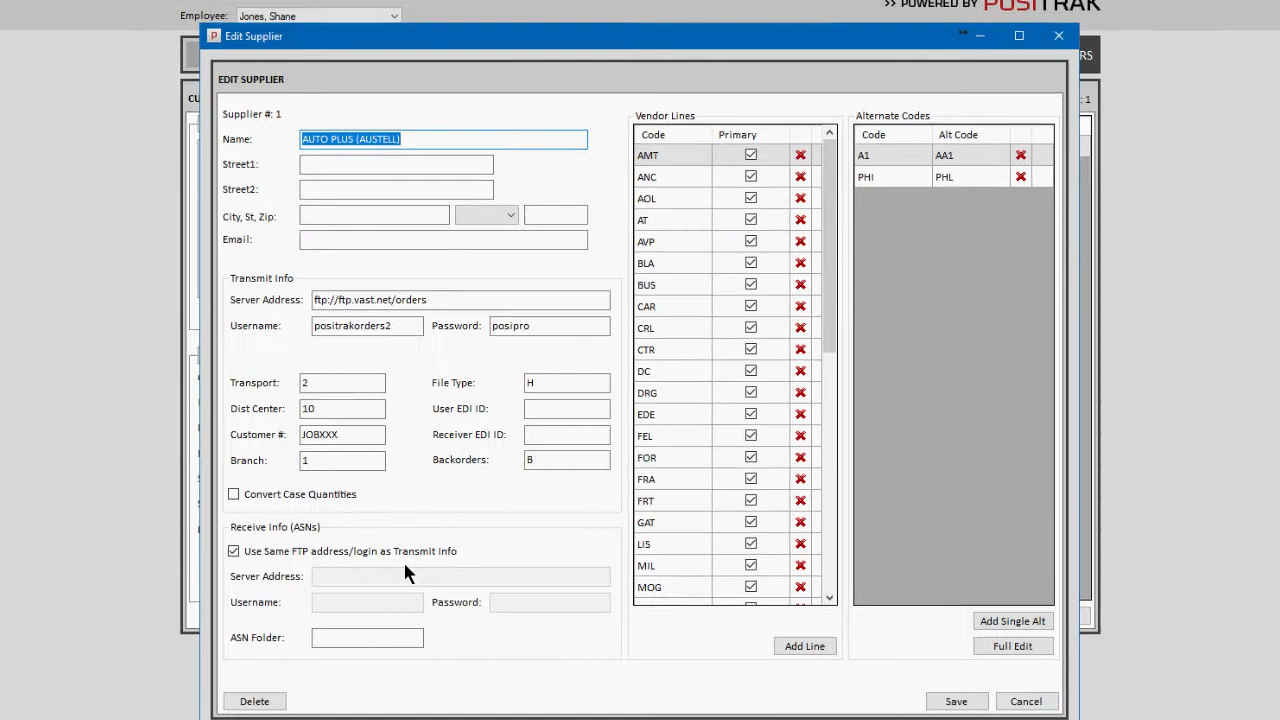 Employee: Jones, Shane
>> POWERED BY POSITRAK
Edit Supplier
RS
CU
: 1
EDIT SUPPLIER
Supplier #: 1
Name: AUTO PLUS (AUSTELL)
Street1:
Street2:
City, St, Zip:
Email:
Transmit Info
Server Address: ftp://ftp.vast.net/orders
Username: positrakorders2 Password: posipro
Transport: 2 File Type: H
Dist Center: 10 User EDI ID:
Customer #: JOBXXX Receiver EDI ID:
Branch: 1 Backorders: B
Convert Case Quantities
Receive Info (ASNs)
Use Same FTP address/login as Transmit Info
Server Address:
Username: Password:
ASN Folder:
Delete
Vendor Lines
Code Primary
AMT
ANC
AOL
AT
AVP
BLA
BUS
CAR
CRL
CTR
DC
DRG
EDE
FEL
FOR
FRA
FRT
GAT
LIS
MIL
MOG
Add Line
Alternate Codes
Code Alt Code
A1 AA1
PHI PHL
Add Single Alt
Full Edit
Save Cancel